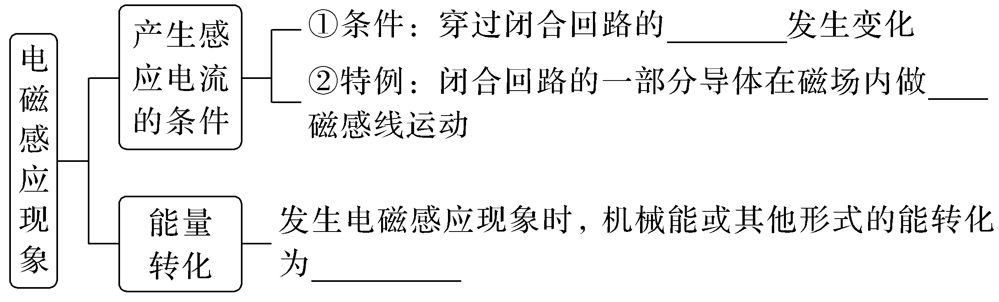 电磁感应现象
产生感
应电流
的条件
①条件：穿过闭合回路的________发生变化
②特例：闭合回路的一部分导体在磁场内做____
磁感线运动
能量
转化
发生电磁感应现象时，机械能或其他形式的能转化
为__________